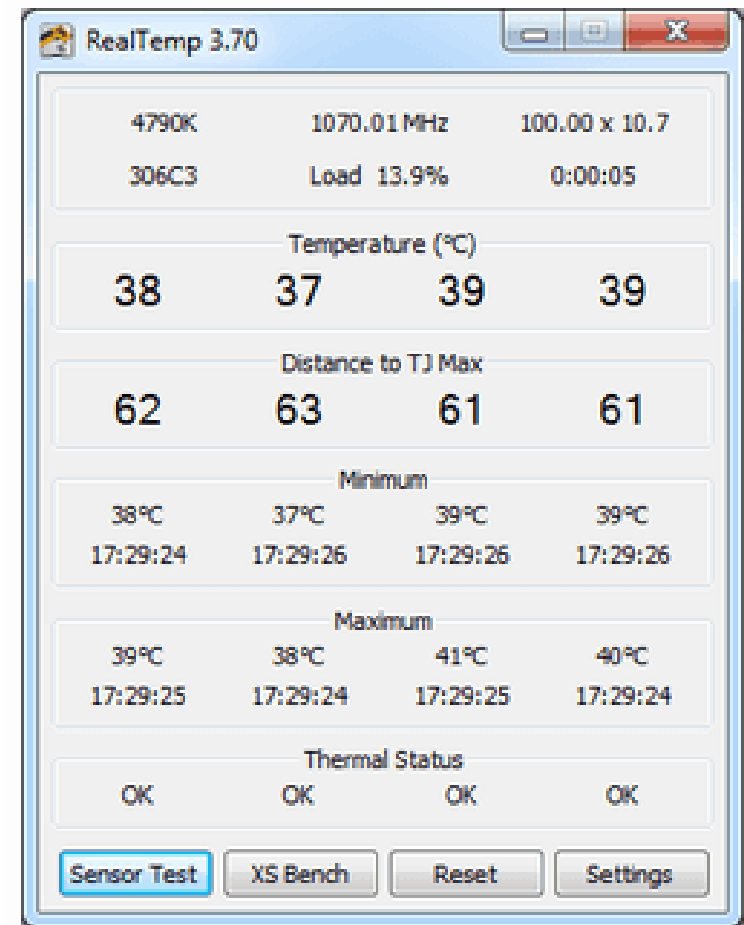 RealTemp 3.70
4790K 1070.01 MHz 100.00 x 10.7
306C3 Load 13.9% 0:00:05
Temperature (°C)
38 37 39 39
Distance to TJ Max
62 63 61 61
Minimum
38°C 37°C 39°C 39°C
17:29:24 17:29:26 17:29:26 17:29:26
Maximum
39°C 38°C 41°C 40°C
17:29:25 17:29:24 17:29:25 17:29:24
Thermal Status
OK OK OK OK
Sensor Test XS Bench Reset Settings